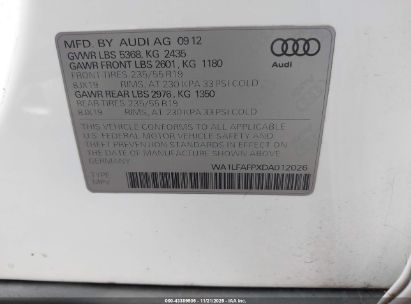 MFD. BY AUDI AG 09 12
GVWR LBS 5368, KG 2435
GAWR FRONT LBS 2601, KG 1180
FRONT TIRES 235/55 R19
8JX19 RIMS, AT 230 KPA 33 PSI COLD
GAWR REAR LBS 2976, KG 1350
REAR TIRES 235/55 R19
8JX19 RIMS, AT 230 KPA 33 PSI COLD
THIS VEHICLE CONFORMS TO ALL APPLICABLE
U.S. FEDERAL MOTOR VEHICLE SAFETY AND
THEFT PREVENTION STANDARDS IN EFFECT ON
THE DATE OF MANUFACTURE SHOWN ABOVE
WA1LFAFPXDA012026
TYPE
MPV
Audi
11/21/2025